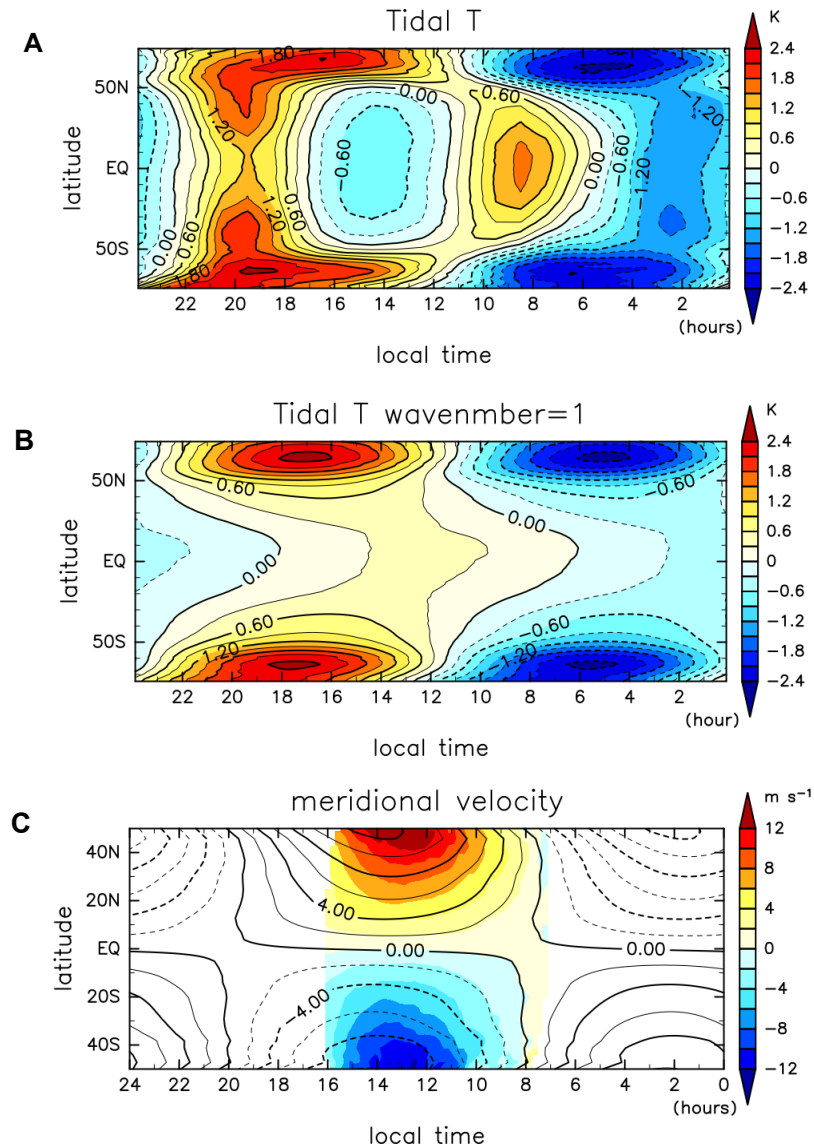 A
Tidal T
K
latitude
50N
EQ
50S
1.80
1.20
0.00
0.60
−0.60
0.60
0.00
−0.60
−1.20
−1.20
1.20
0.60
0.00
0.60
1.80
2.4
1.8
1.2
0.6
0
−0.6
−1.2
−1.8
−2.4
22 20 18 16 14 12 10 8 6 4 2
(hours)
local time
B
Tidal T wavenmber=1
K
latitude
50N
EQ
50S
0.60
−0.60
0.00
0.00
0.60
−0.60
1.20
−1.20
2.4
1.8
1.2
0.6
0
−0.6
−1.2
−1.8
−2.4
22 20 18 16 14 12 10 8 6 4 2
(hour)
local time
C
meridional velocity
m s⁻¹
latitude
40N
20N
EQ
20S
40S
4.00
0.00
0.00
−4.00
12
8
4
0
−4
−8
−12
24 22 20 18 16 14 12 10 8 6 4 2 0
(hours)
local time